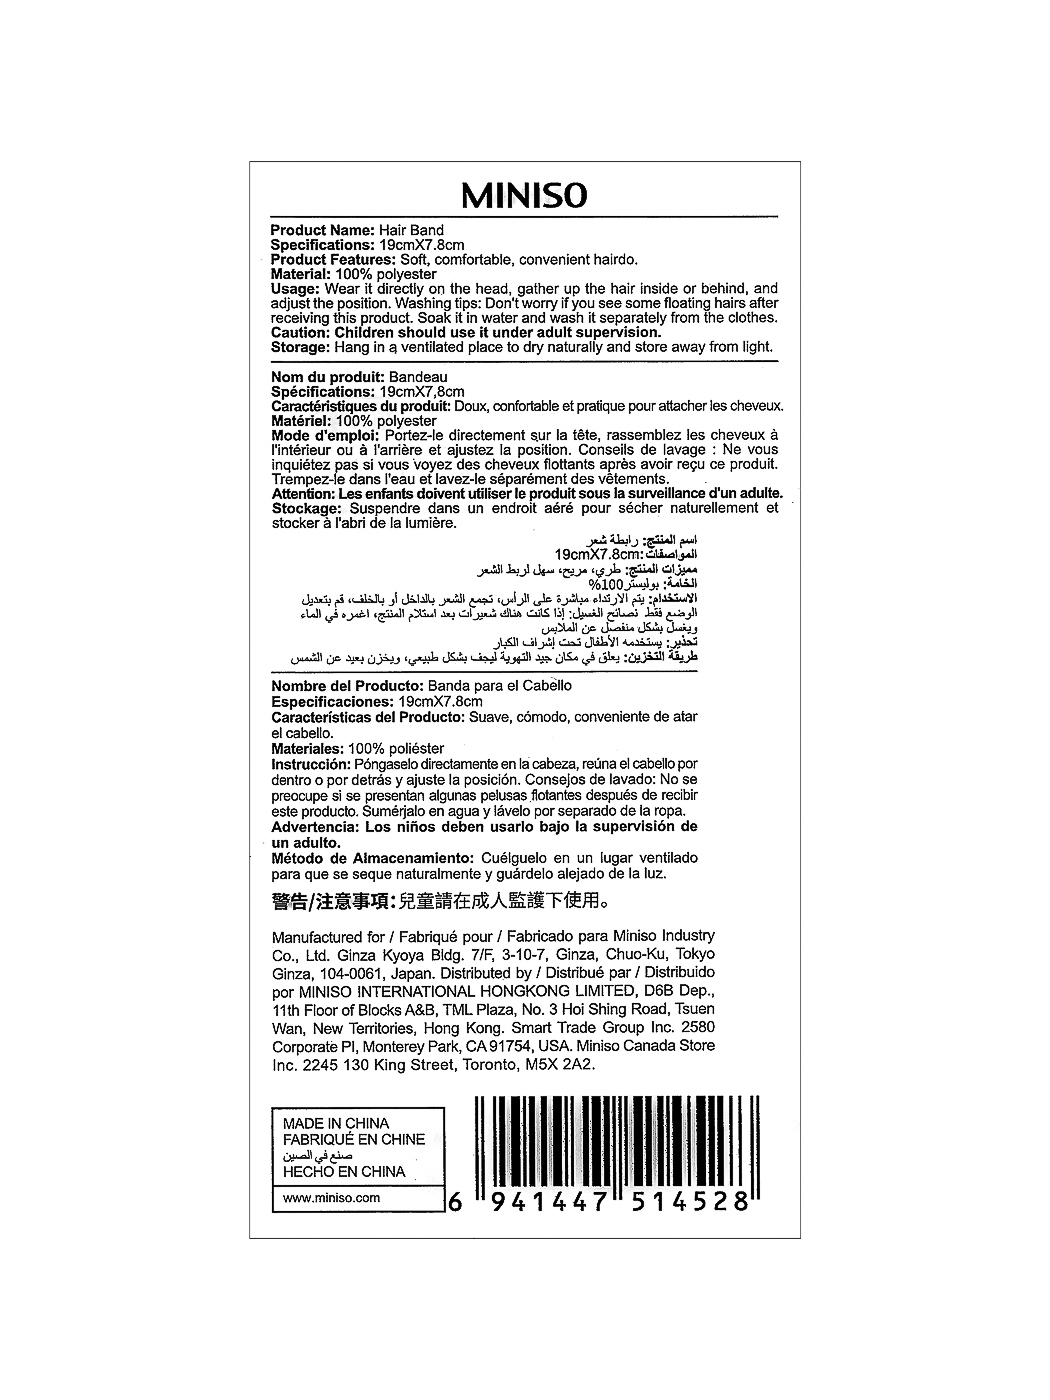 MINISO
Product Name: Hair Band
Specifications: 19cmX7.8cm
Product Features: Soft, comfortable, convenient hairdo.
Material: 100% polyester
Usage: Wear it directly on the head, gather up the hair inside or behind, and
adjust the position. Washing tips: Don't worry if you see some floating hairs after
receiving this product. Soak it in water and wash it separately from the clothes.
Caution: Children should use it under adult supervision.
Storage: Hang in a ventilated place to dry naturally and store away from light.
Nom du produit: Bandeau
Spécifications: 19cmX7,8cm
Caractéristiques du produit: Doux, confortable et pratique pour attacher les cheveux.
Matériel: 100% polyester
Mode d'emploi: Portez-le directement sur la tête, rassemblez les cheveux à
l'intérieur ou à l'arrière et ajustez la position. Conseils de lavage : Ne vous
inquiétez pas si vous voyez des cheveux flottants après avoir reçu ce produit.
Trempez-le dans l'eau et lavez-le séparément des vêtements.
Attention: Les enfants doivent utiliser le produit sous la surveillance d'un adulte.
Stockage: Suspendre dans un endroit aéré pour sécher naturellement et
stocker à l'abri de la lumière.
اسم المنتج: رابطة شعر
المواصفات: 19cmX7.8cm
مميزات المنتج: طري، مريح، سهل لربط الشعر
الخامة: بوليستر100%
الاستخدام: يتم الارتداء مباشرة على الرأس، تجمع الشعر بالداخل أو بالخلف، قم بتعديل
الوضع فقط نصائح الغسيل: إذا كانت هناك شعيرات بعد استلام المنتج، اغمره في الماء
ويغسل بشكل منفصل عن الملابس
تحذير: يستخدمه الأطفال تحت إشراف الكبار
طريقة التخزين: يعلق في مكان جيد التهوية ليجف بشكل طبيعي، ويخزن بعيد عن الشمس
Nombre del Producto: Banda para el Cabello
Especificaciones: 19cmX7.8cm
Características del Producto: Suave, cómodo, conveniente de atar
el cabello.
Materiales: 100% poliéster
Instrucción: Póngaselo directamente en la cabeza, reúna el cabello por
dentro o por detrás y ajuste la posición. Consejos de lavado: No se
preocupe si se presentan algunas pelusas flotantes después de recibir
este producto. Sumérjalo en agua y lávelo por separado de la ropa.
Advertencia: Los niños deben usarlo bajo la supervisión de
un adulto.
Método de Almacenamiento: Cuélguelo en un lugar ventilado
para que se seque naturalmente y guárdelo alejado de la luz.
警告/注意事項:兒童請在成人監護下使用。
Manufactured for / Fabriqué pour / Fabricado para Miniso Industry
Co., Ltd. Ginza Kyoya Bldg. 7/F, 3-10-7, Ginza, Chuo-Ku, Tokyo
Ginza, 104-0061, Japan. Distributed by / Distribué par / Distribuido
por MINISO INTERNATIONAL HONGKONG LIMITED, D6B Dep.,
11th Floor of Blocks A&B, TML Plaza, No. 3 Hoi Shing Road, Tsuen
Wan, New Territories, Hong Kong. Smart Trade Group Inc. 2580
Corporate Pl, Monterey Park, CA 91754, USA. Miniso Canada Store
Inc. 2245 130 King Street, Toronto, M5X 2A2.
MADE IN CHINA
FABRIQUÉ EN CHINE
صنع في الصين
HECHO EN CHINA
www.miniso.com
6 941447 514528